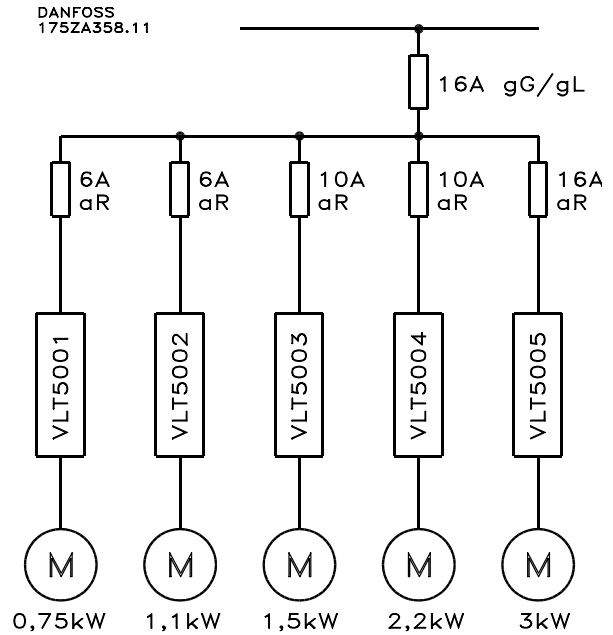 DANFOSS
175ZA358.11
16A gG/gL
6A
aR
6A
aR
10A
aR
10A
aR
16A
aR
VLT5001
VLT5002
VLT5003
VLT5004
VLT5005
M
M
M
M
M
0,75kW
1,1kW
1,5kW
2,2kW
3kW